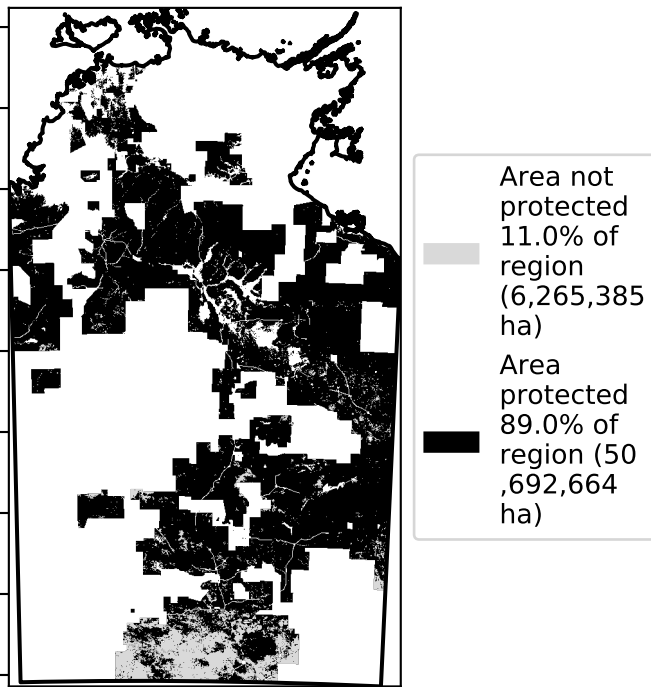 Area not
protected
11.0% of
region
(6,265,385
ha)
Area
protected
89.0% of
region (50
,692,664
ha)